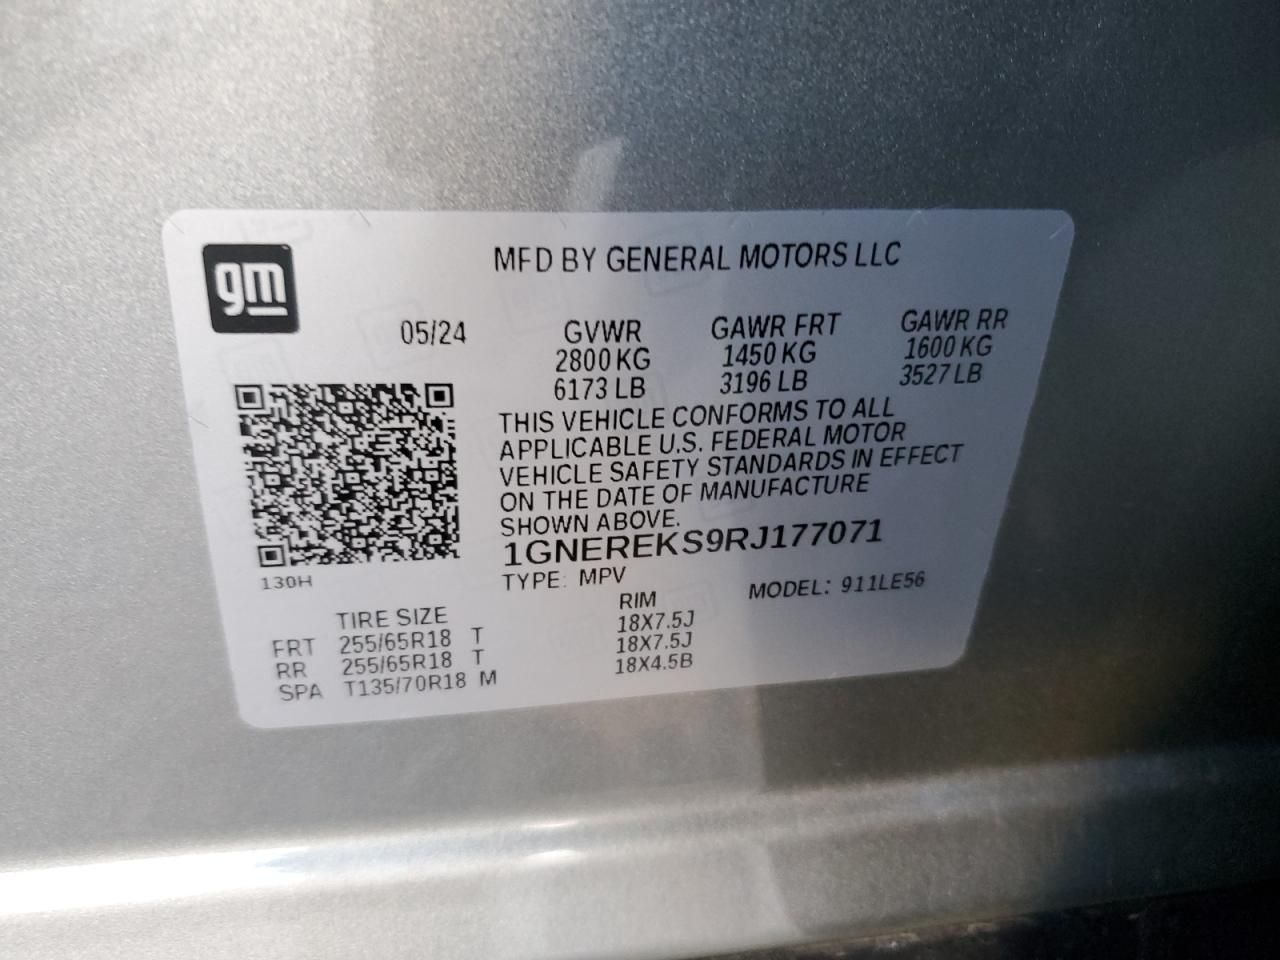 gm
MFD BY GENERAL MOTORS LLC
05/24 GVWR GAWR FRT GAWR RR
2800 KG 1450 KG 1600 KG
6173 LB 3196 LB 3527 LB
THIS VEHICLE CONFORMS TO ALL
APPLICABLE U.S. FEDERAL MOTOR
VEHICLE SAFETY STANDARDS IN EFFECT
ON THE DATE OF MANUFACTURE
SHOWN ABOVE.
1GNEREKS9RJ177071
130H
TYPE: MPV MODEL: 911LE56
TIRE SIZE RIM
FRT 255/65R18 T 18X7.5J
RR 255/65R18 T 18X7.5J
SPA T135/70R18 M 18X4.5B